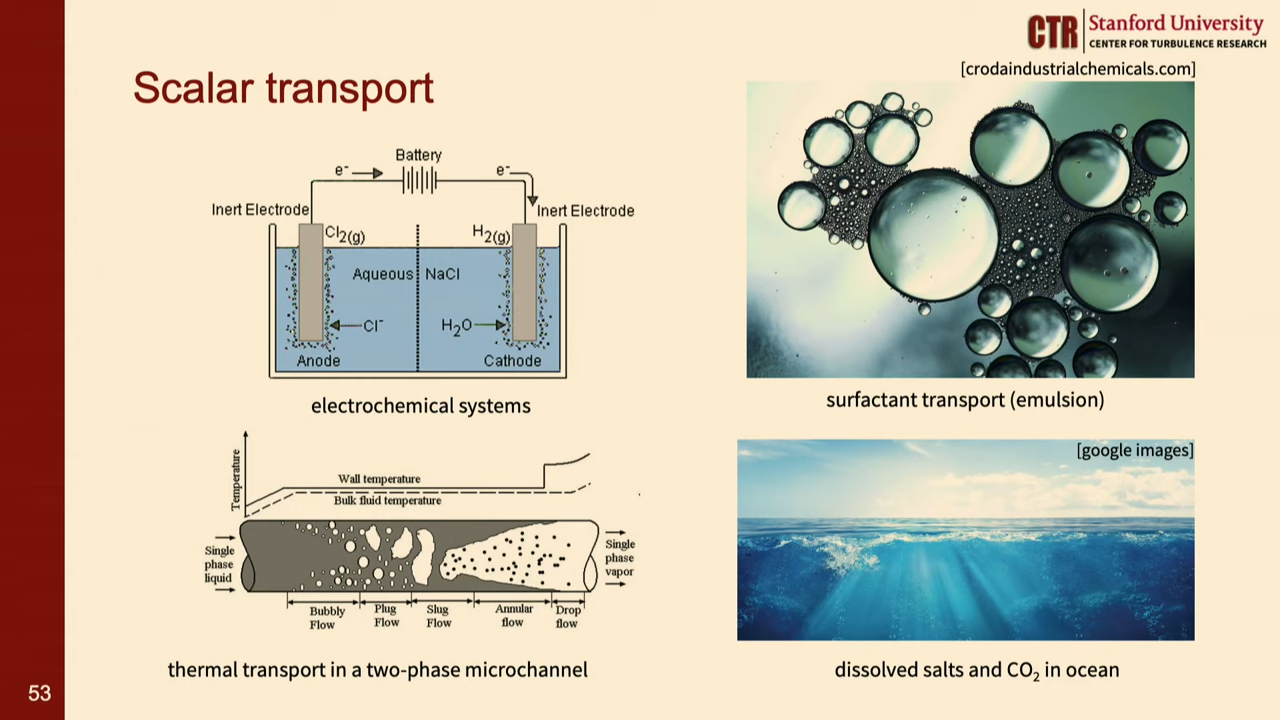 CTR
Stanford University
CENTER FOR TURBULENCE RESEARCH
Scalar transport
[crodaindustrialchemicals.com]
Battery
e⁻
e⁻
Inert Electrode
Inert Electrode
Cl₂(g)
H₂(g)
Aqueous NaCl
Cl⁻
H₂O
Anode
Cathode
electrochemical systems
surfactant transport (emulsion)
Temperature
Wall temperature
Bulk fluid temperature
Single
phase
liquid
Single
phase
vapor
Bubbly
Flow
Plug
Flow
Slug
Flow
Annular
flow
Drop
flow
thermal transport in a two-phase microchannel
[google images]
dissolved salts and CO₂ in ocean
53